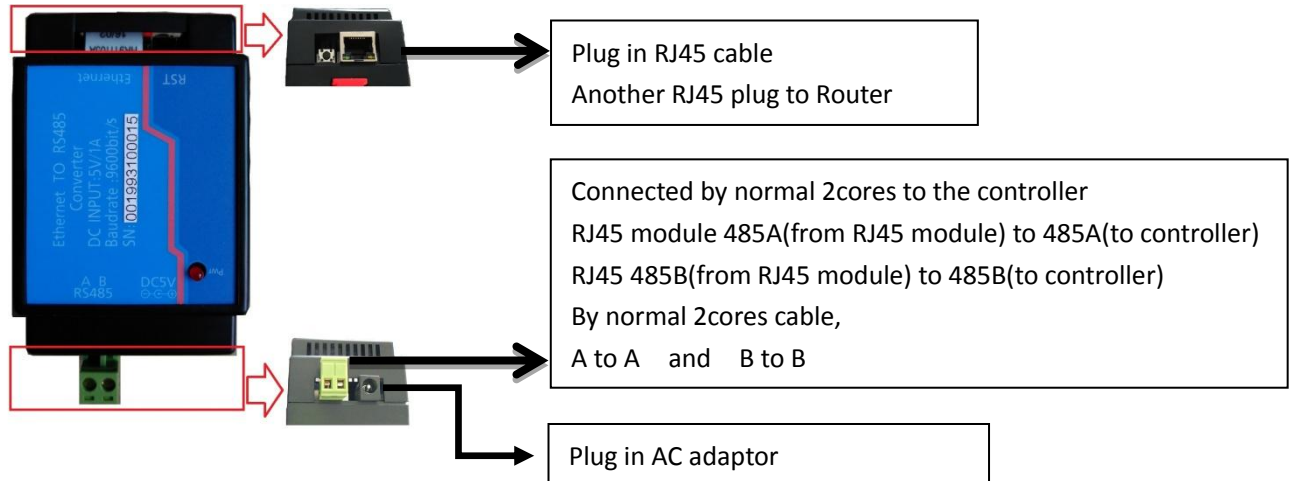 Ethernet RST
Ethernet TO RS485
Converter
DC INPUT:5V/1A
Baudrate :9600bit/s
SN:001993100015
Pwr
A B
RS485
DC5V
Plug in RJ45 cable
Another RJ45 plug to Router
Connected by normal 2cores to the controller
RJ45 module 485A(from RJ45 module) to 485A(to controller)
RJ45 485B(from RJ45 module) to 485B(to controller)
By normal 2cores cable,
A to A and B to B
Plug in AC adaptor